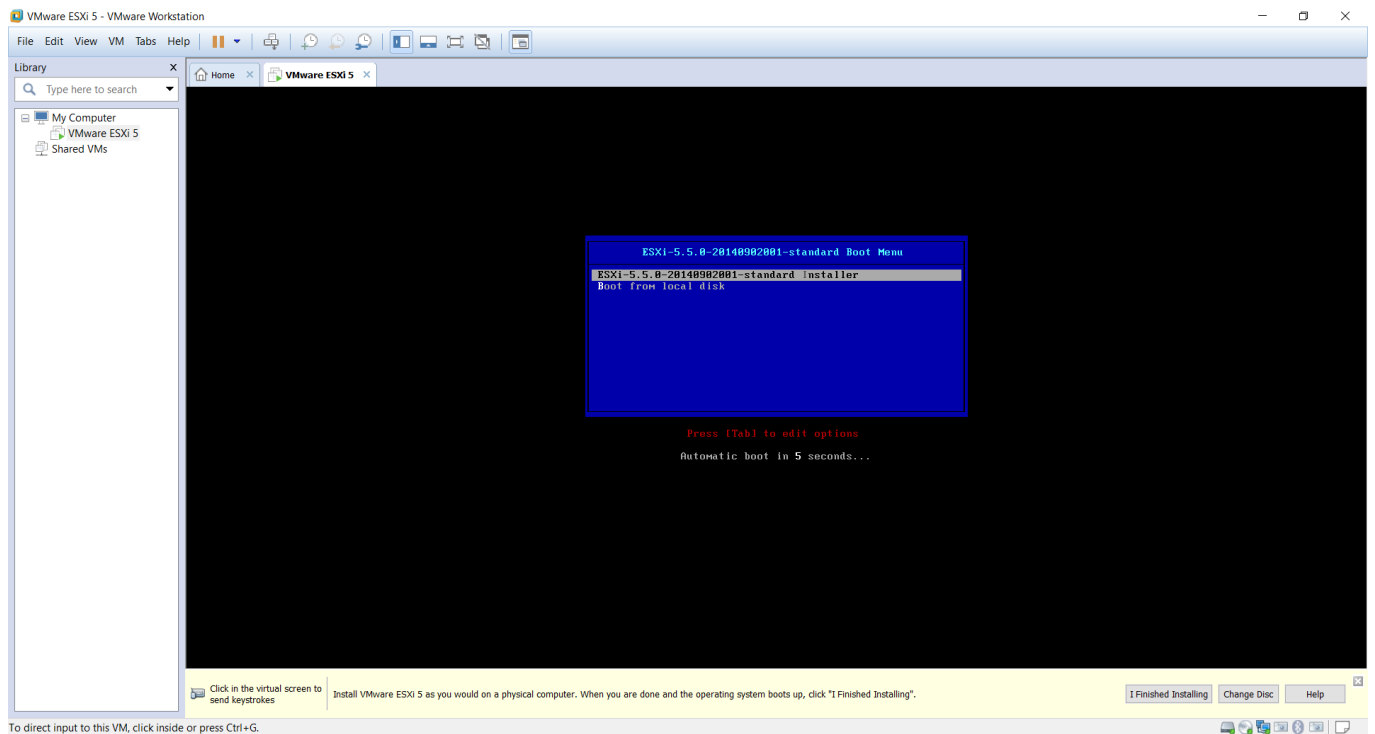 VMware ESXi 5 - VMware Workstation
File Edit View VM Tabs Help
Library x
Home × VMware ESXi 5 ×
Type here to search
My Computer
VMware ESXi 5
Shared VMs
ESXi-5.5.0-20140902001-standard Boot Menu
ESXi-5.5.0-20140902001-standard Installer
Boot from local disk
Press [Tab] to edit options
Automatic boot in 5 seconds...
Click in the virtual screen to
send keystrokes
Install VMware ESXi 5 as you would on a physical computer. When you are done and the operating system boots up, click "I Finished Installing".
I Finished Installing Change Disc Help
To direct input to this VM, click inside or press Ctrl+G.